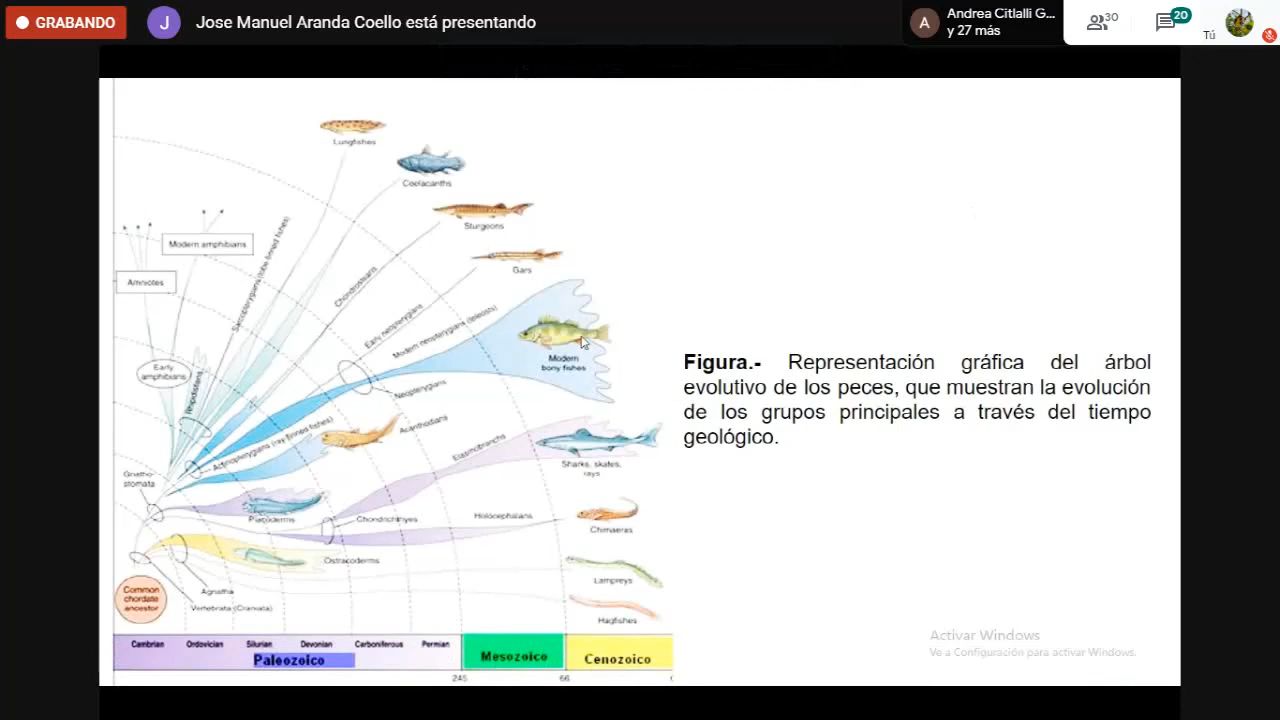 GRABANDO
J
Jose Manuel Aranda Coello está presentando
A
Andrea Citlalli G...
y 27 más
30
20
Tú
Lungfishes
Coelacanths
Sturgeons
Gars
Modern amphibians
Amniotes
Sarcopterygians (lobe finned fishes)
Chondrosteans
Early neopterygians
Modern neopterygians (teleosts)
Modern
bony fishes
Early
amphibians
Rhipidistians
Neopterygians
Actinopterygians (ray finned fishes)
Acanthodians
Elasmobranchs
Sharks, skates,
rays
Gnatho-
stomata
Placoderms
Chondrichthyes
Holocephalans
Chimaeras
Ostracoderms
Lampreys
Agnatha
Vertebrata (Craniata)
Hagfishes
Common
chordate
ancestor
Cambrian Ordovician Silurian Devonian Carboniferous Permian
Paleozoico
Mesozoico
Cenozoico
245
66
Figura.- Representación gráfica del árbol
evolutivo de los peces, que muestran la evolución
de los grupos principales a través del tiempo
geológico.
Activar Windows
Ve a Configuración para activar Windows.